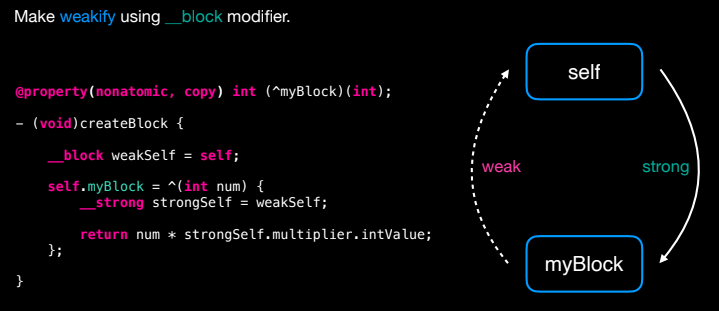 Make weakify using __block modifier.
@property(nonatomic, copy) int (^myBlock)(int);
- (void)createBlock {
__block weakSelf = self;
self.myBlock = ^(int num) {
__strong strongSelf = weakSelf;
return num * strongSelf.multiplier.intValue;
};
}
self
weak
strong
myBlock